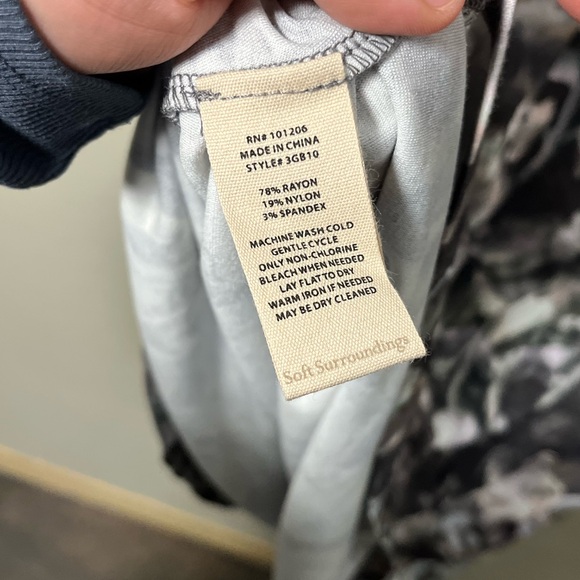 RN# 101206
MADE IN CHINA
STYLE# 3GB10
78% RAYON
19% NYLON
3% SPANDEX
MACHINE WASH COLD
GENTLE CYCLE
ONLY NON-CHLORINE
BLEACH WHEN NEEDED
LAY FLAT TO DRY
WARM IRON IF NEEDED
MAY BE DRY CLEANED
Soft Surroundings